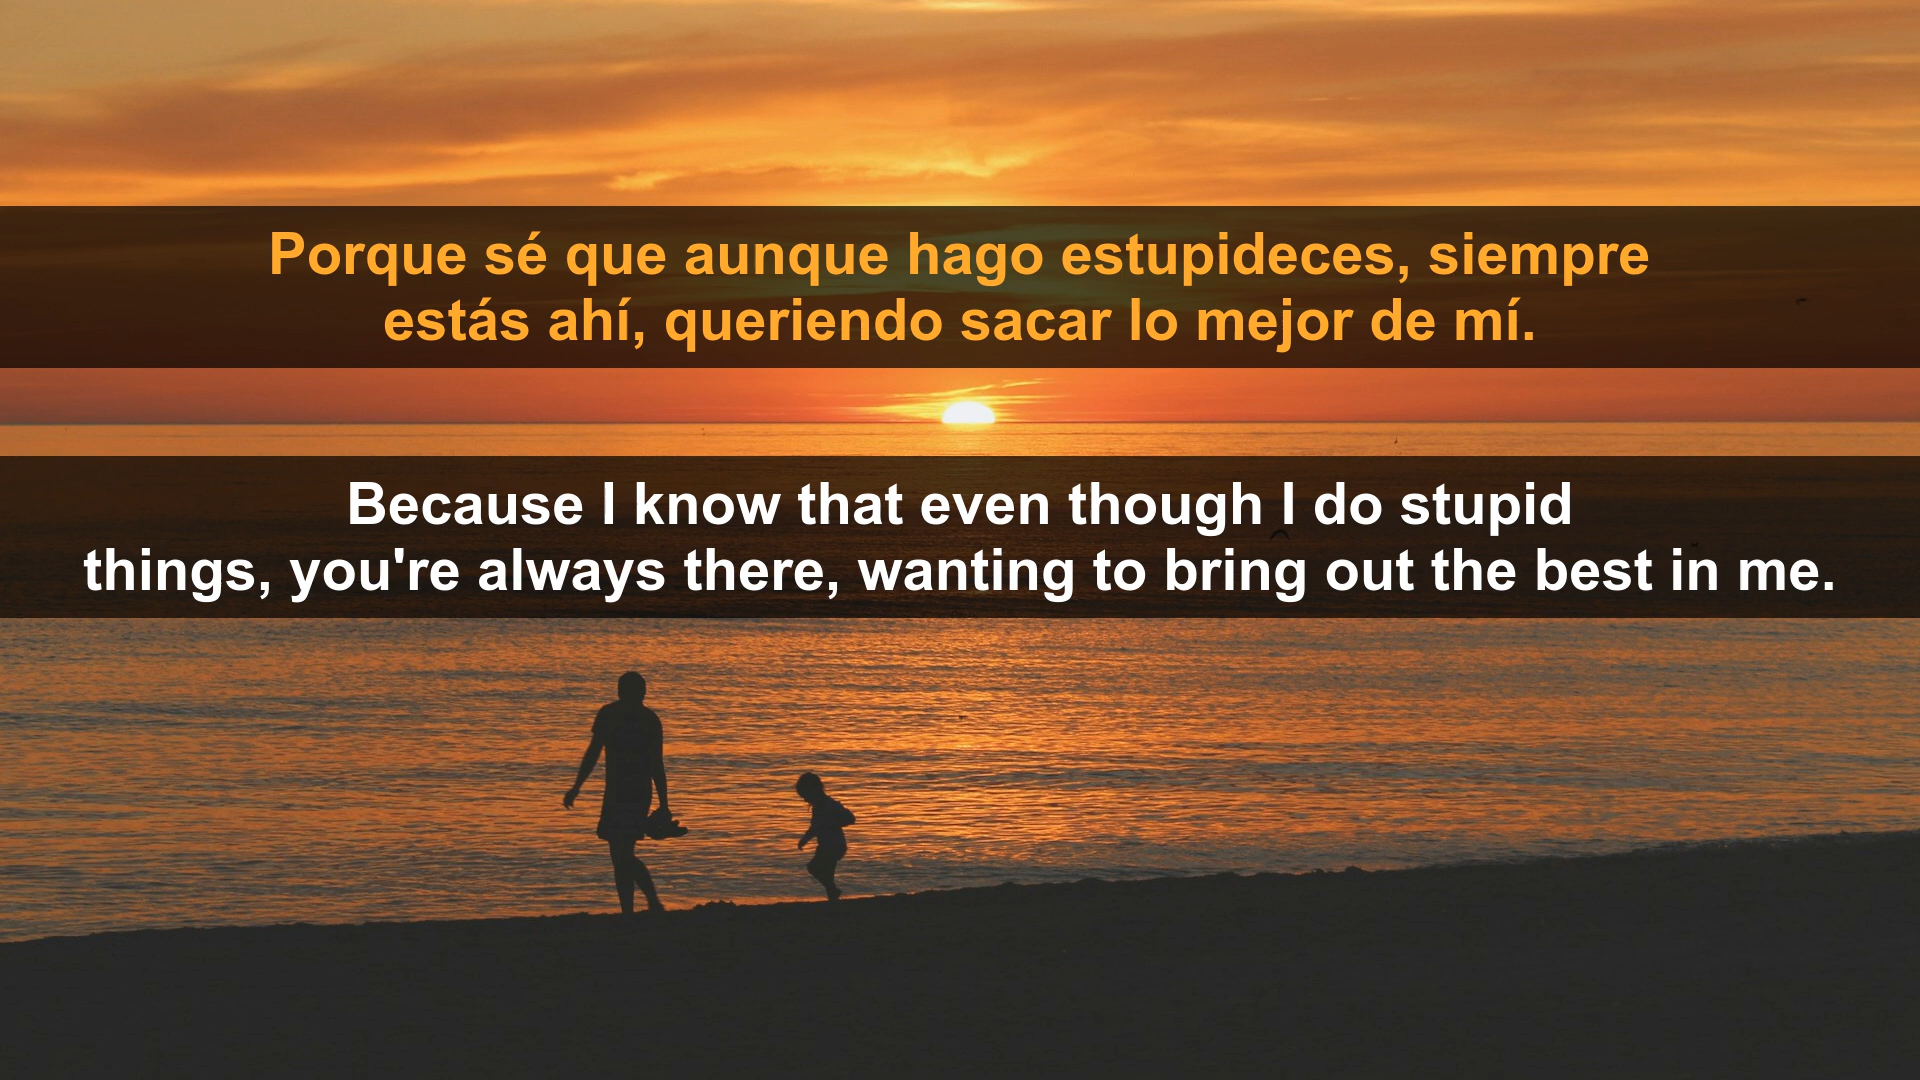 Porque sé que aunque hago estupideces, siempre
estás ahí, queriendo sacar lo mejor de mí.
Because I know that even though I do stupid
things, you're always there, wanting to bring out the best in me.